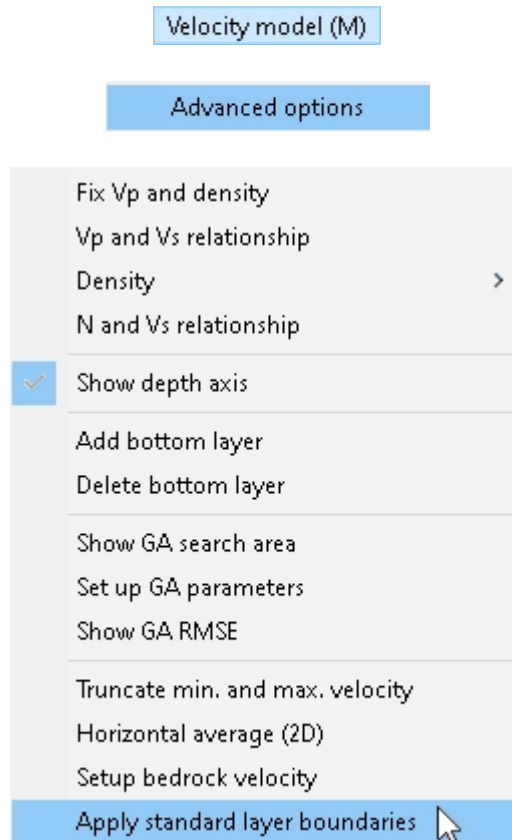 Velocity model (M)
Advanced options
Fix Vp and density
Vp and Vs relationship
Density
N and Vs relationship
Show depth axis
Add bottom layer
Delete bottom layer
Show GA search area
Set up GA parameters
Show GA RMSE
Truncate min. and max. velocity
Horizontal average (2D)
Setup bedrock velocity
Apply standard layer boundaries